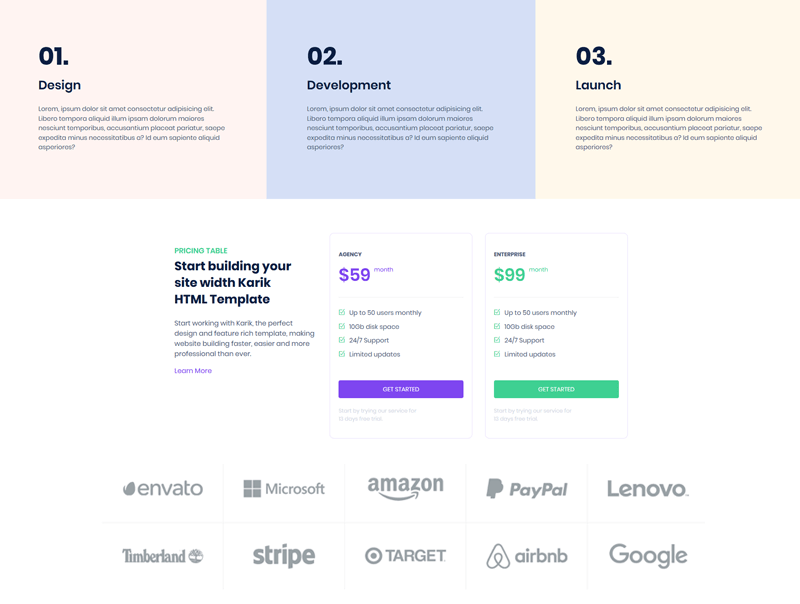 01.
Design
Lorem, ipsum dolor sit amet consectetur adipisicing elit.
Libero tempora aliquid illum ipsam dolorum maiores
nesciunt temporibus, accusantium placeat pariatur, saepe
expedita minus necessitatibus a? Id eum sapiente aliquid
asperiores?
02.
Development
Lorem, ipsum dolor sit amet consectetur adipisicing elit.
Libero tempora aliquid illum ipsam dolorum maiores
nesciunt temporibus, accusantium placeat pariatur, saepe
expedita minus necessitatibus a? Id eum sapiente aliquid
asperiores?
03.
Launch
Lorem, ipsum dolor sit amet consectetur adipisicing elit.
Libero tempora aliquid illum ipsam dolorum maiores
nesciunt temporibus, accusantium placeat pariatur, saepe
expedita minus necessitatibus a? Id eum sapiente aliquid
asperiores?
PRICING TABLE
Start building your
site width Karik
HTML Template
Start working with Karik, the perfect
design and feature rich template, making
website building faster, easier and more
professional than ever.
Learn More
AGENCY
$59 month
Up to 50 users monthly
10Gb disk space
24/7 Support
Limited updates
GET STARTED
Start by trying our service for
15 days free trial.
ENTERPRISE
$99 month
Up to 50 users monthly
10Gb disk space
24/7 Support
Limited updates
GET STARTED
Start by trying our service for
15 days free trial.
envato
Microsoft
amazon
PayPal
Lenovo
Timberland
stripe
TARGET
airbnb
Google